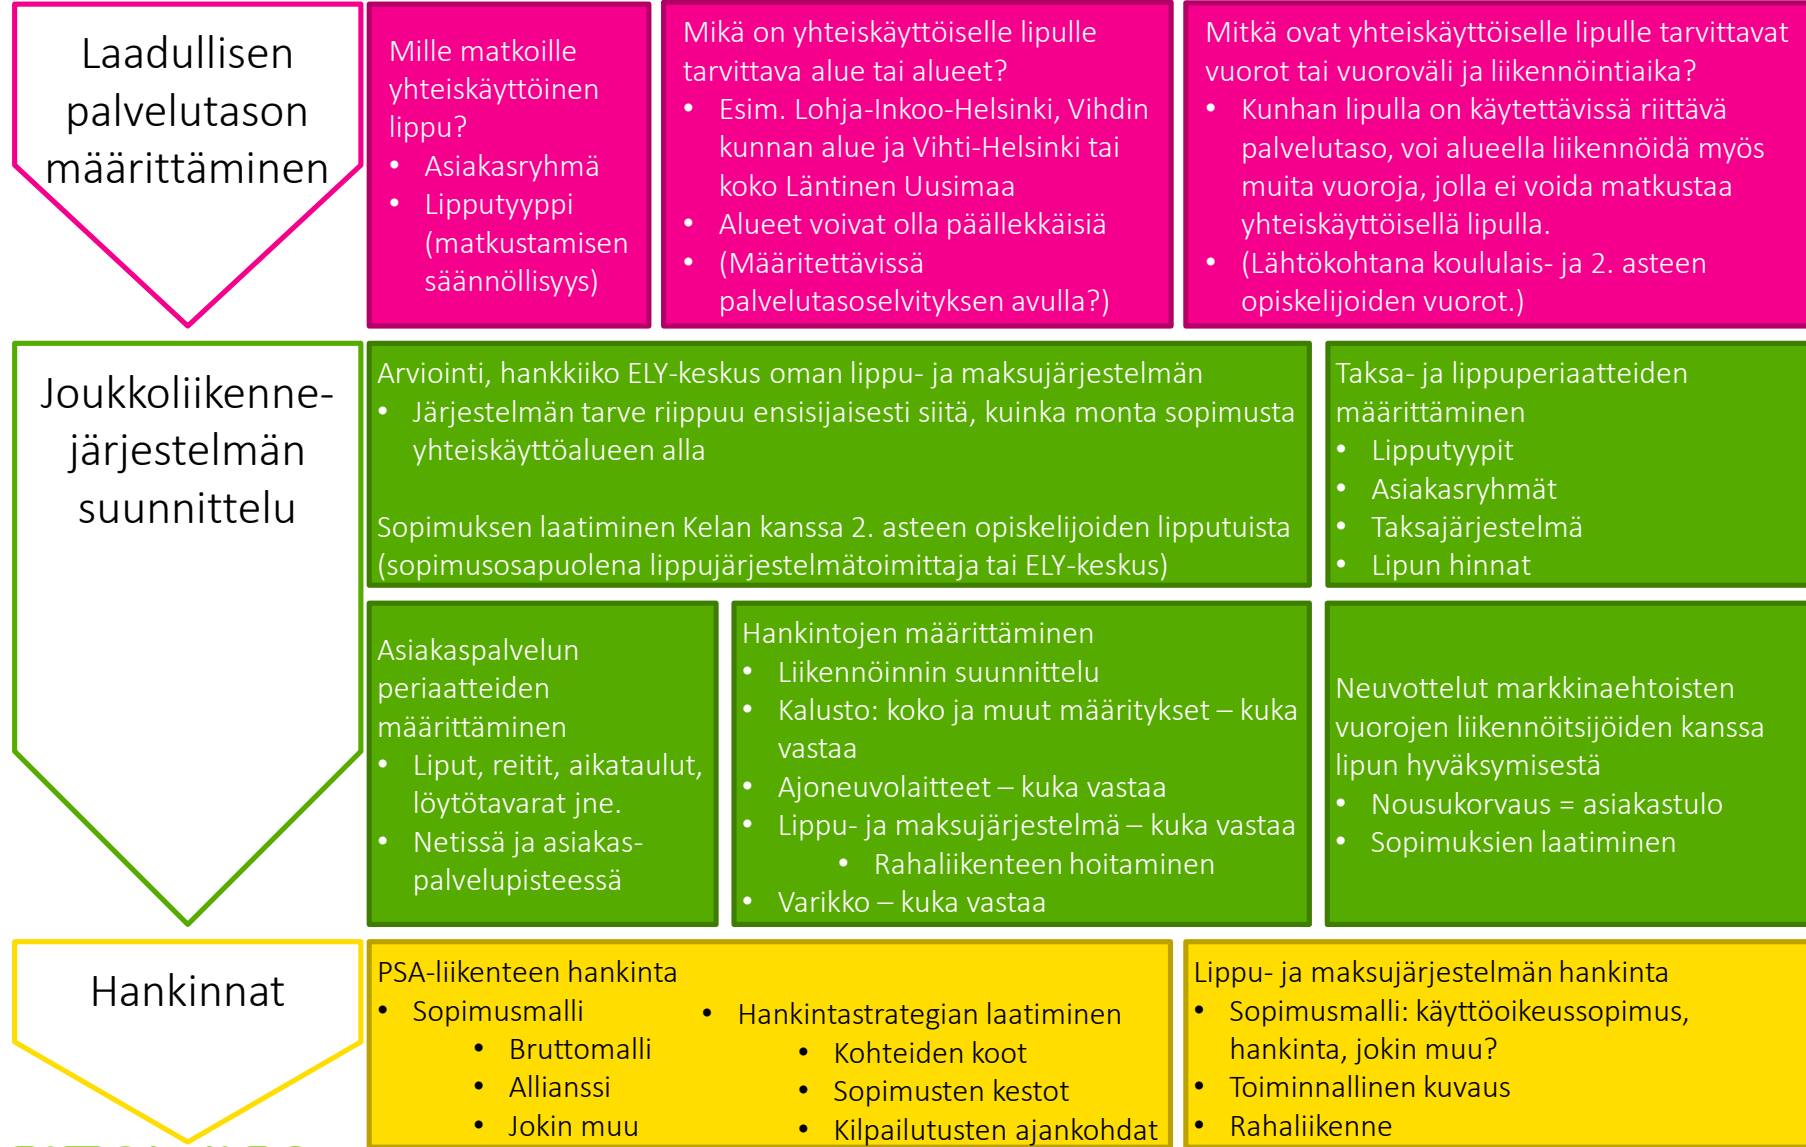 Laadullisen
palvelutason
määrittäminen
Mille matkoille
yhteiskäyttöinen
lippu?
• Asiakasryhmä
• Lipputyyppi
(matkustamisen
säännöllisyys)
Mikä on yhteiskäyttöiselle lipulle
tarvittava alue tai alueet?
• Esim. Lohja-Inkoo-Helsinki, Vihdin
kunnan alue ja Vihti-Helsinki tai
koko Läntinen Uusimaa
• Alueet voivat olla päällekkäisiä
• (Määritettävissä
palvelutasoselvityksen avulla?)
Mitkä ovat yhteiskäyttöiselle lipulle tarvittavat
vuorot tai vuoroväli ja liikennöintiaika?
• Kunhan lipulla on käytettävissä riittävä
palvelutaso, voi alueella liikennöidä myös
muita vuoroja, jolla ei voida matkustaa
yhteiskäyttöisellä lipulla.
• (Lähtökohtana koululais- ja 2. asteen
opiskelijoiden vuorot.)
Joukkoliikenne-
järjestelmän
suunnittelu
Arviointi, hankkiiko ELY-keskus oman lippu- ja maksujärjestelmän
• Järjestelmän tarve riippuu ensisijaisesti siitä, kuinka monta sopimusta
yhteiskäyttöalueen alla
Sopimuksen laatiminen Kelan kanssa 2. asteen opiskelijoiden lipputuista
(sopimusosapuolena lippujärjestelmätoimittaja tai ELY-keskus)
Taksa- ja lippuperiaatteiden
määrittäminen
• Lipputyypit
• Asiakasryhmät
• Taksajärjestelmä
• Lipun hinnat
Asiakaspalvelun
periaatteiden
määrittäminen
• Liput, reitit, aikataulut,
löytötavarat jne.
• Netissä ja asiakas-
palvelupisteessä
Hankintojen määrittäminen
• Liikennöinnin suunnittelu
• Kalusto: koko ja muut määritykset – kuka
vastaa
• Ajoneuvolaitteet – kuka vastaa
• Lippu- ja maksujärjestelmä – kuka vastaa
• Rahaliikenteen hoitaminen
• Varikko – kuka vastaa
Neuvottelut markkinaehtoisten
vuorojen liikennöitsijöiden kanssa
lipun hyväksymisestä
• Nousukorvaus = asiakastulo
• Sopimuksien laatiminen
Hankinnat
PSA-liikenteen hankinta
• Sopimusmalli
• Bruttomalli
• Allianssi
• Jokin muu
• Hankintastrategian laatiminen
• Kohteiden koot
• Sopimusten kestot
• Kilpailutusten ajankohdat
Lippu- ja maksujärjestelmän hankinta
• Sopimusmalli: käyttöoikeussopimus,
hankinta, jokin muu?
• Toiminnallinen kuvaus
• Rahaliikenne